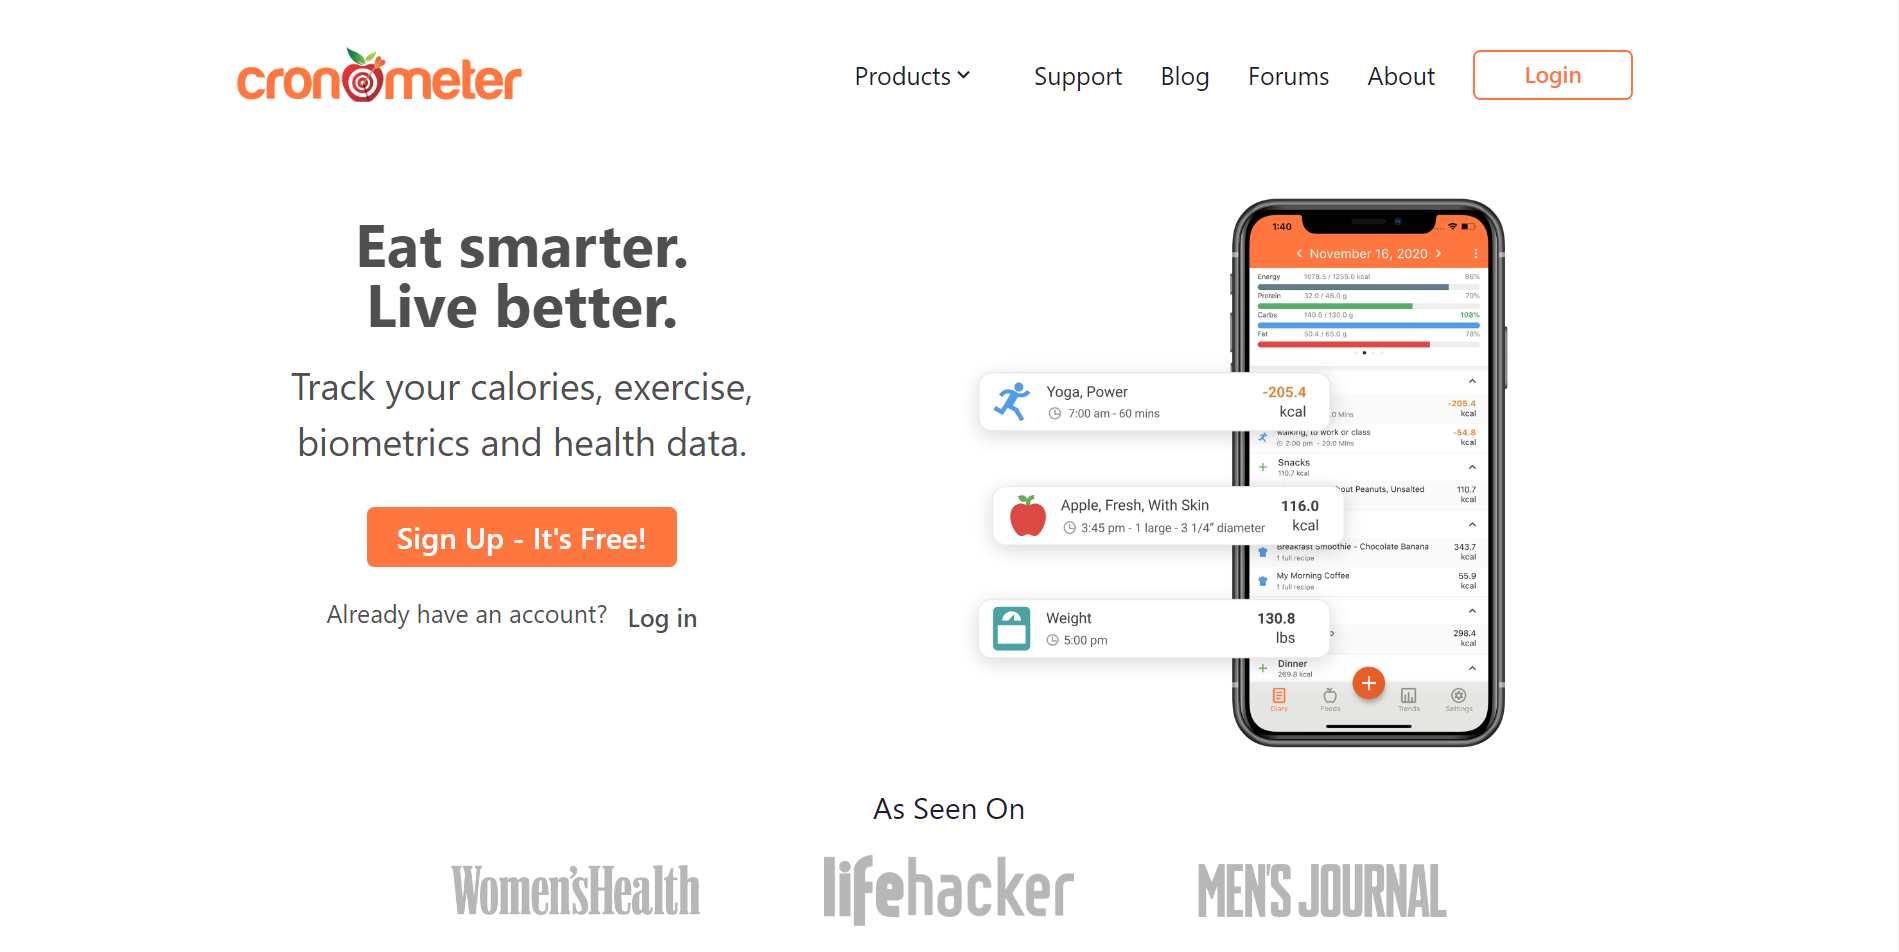 cronometer
Products
Support
Blog
Forums
About
Login
Eat smarter.
Live better.
Track your calories, exercise,
biometrics and health data.
Sign Up - It's Free!
Already have an account? Log in
1:40
November 16, 2020
Energy 1078.5 / 1255.0 kcal 86%
Protein 32.0 / 46.0 g 70%
Carbs 140.5 / 130.0 g 108%
Fat 50.4 / 65.0 g 78%
Yoga, Power -205.4
7:00 am - 60 mins kcal
-205.4
.0 Mins kcal
walking, to work or class -54.8
2:00 pm - 20.0 Mins kcal
Snacks
110.7 kcal
out Peanuts, Unsalted 110.7
kcal
Apple, Fresh, With Skin 116.0
3:45 pm - 1 large - 3 1/4" diameter kcal
Breakfast Smoothie - Chocolate Banana 343.7
1 full recipe kcal
My Morning Coffee 55.9
1 full recipe kcal
Weight 130.8
5:00 pm lbs
298.4
kcal
Dinner
269.8 kcal
Diary
Foods
Trends
Settings
As Seen On
Women'sHealth
lifehacker
MEN'S JOURNAL